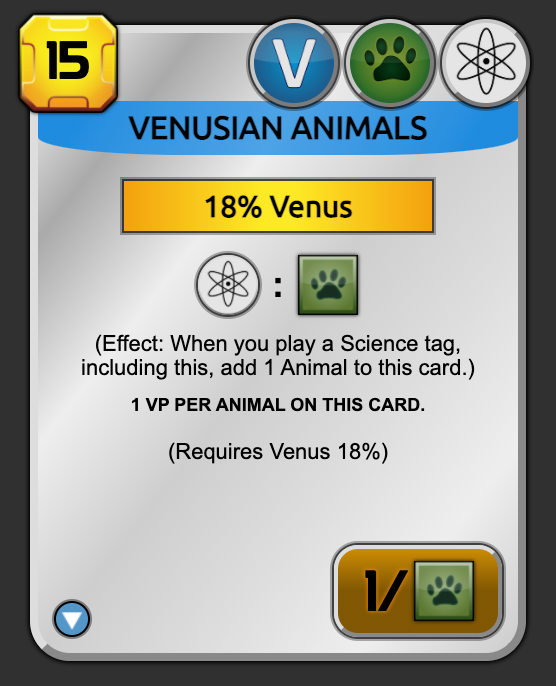 15
V
VENUSIAN ANIMALS
18% Venus
:
(Effect: When you play a Science tag,
including this, add 1 Animal to this card.)
1 VP PER ANIMAL ON THIS CARD.
(Requires Venus 18%)
1/